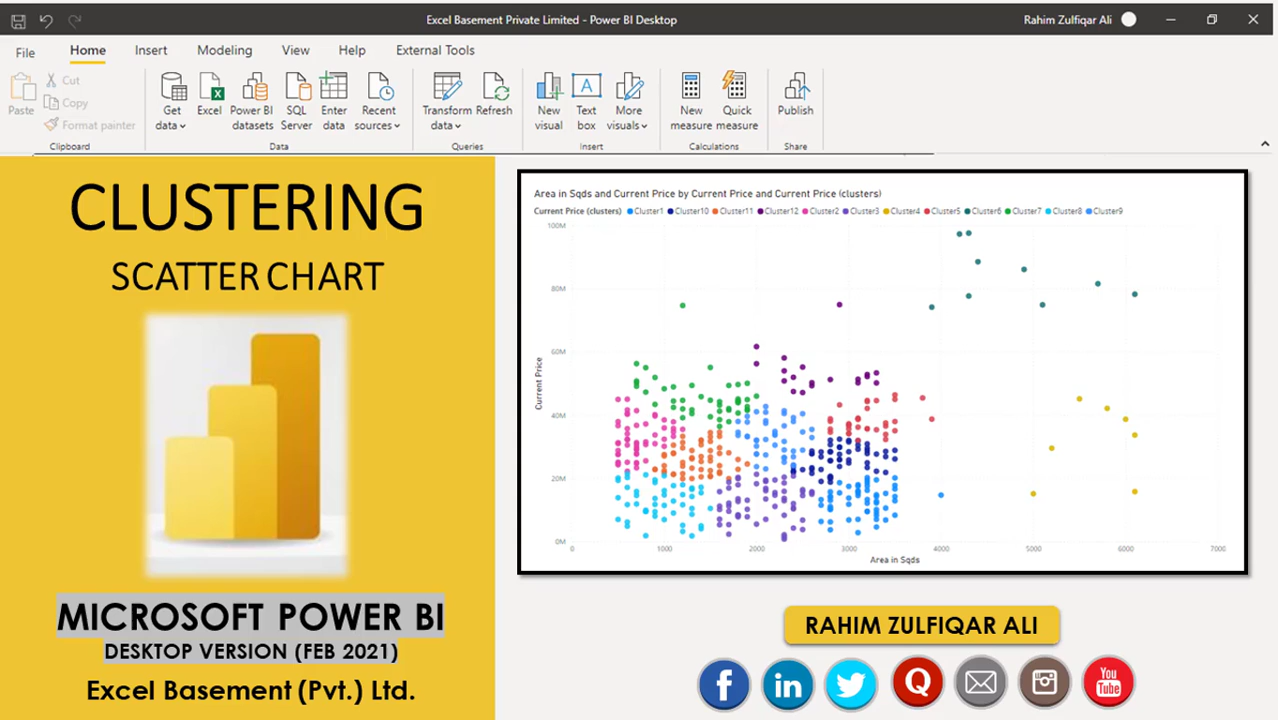 Excel Basement Private Limited - Power BI Desktop
Rahim Zulfiqar Ali
File Home Insert Modeling View Help External Tools
Paste
Cut
Copy
Format painter
Clipboard
Get data
Excel
Power BI datasets
SQL Server
Enter data
Recent sources
Data
Transform data
Refresh
Queries
New visual
Text box
More visuals
Insert
New measure
Quick measure
Calculations
Publish
Share
CLUSTERING
SCATTER CHART
MICROSOFT POWER BI
DESKTOP VERSION (FEB 2021)
Excel Basement (Pvt.) Ltd.
Area in Sqds and Current Price by Current Price and Current Price (clusters)
Current Price (clusters) Cluster1 Cluster10 Cluster11 Cluster12 Cluster2 Cluster3 Cluster4 Cluster5 Cluster6 Cluster7 Cluster8 Cluster9
100M
80M
60M
40M
20M
0M
Current Price
0 1000 2000 3000 4000 5000 6000 7000
Area in Sqds
RAHIM ZULFIQAR ALI
f in Q You Tube